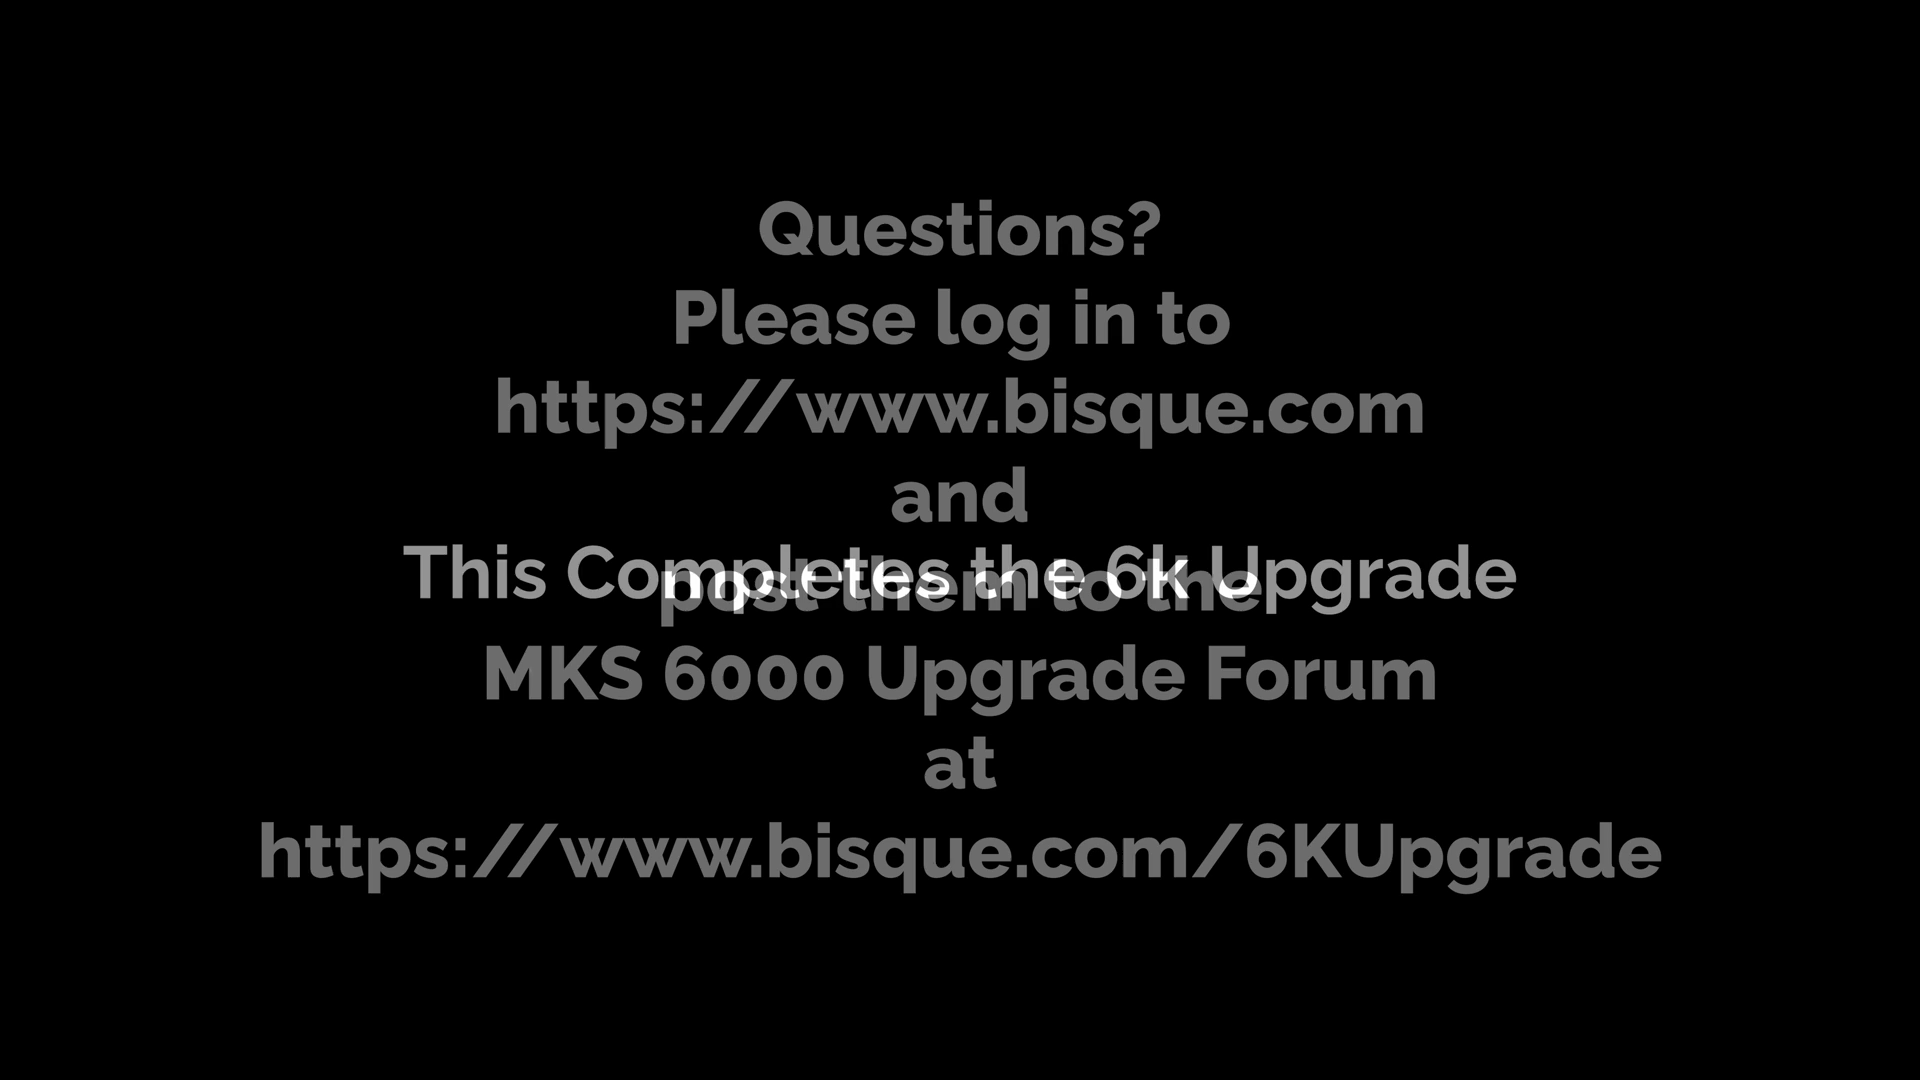 Questions?
Please log in to
https://www.bisque.com
and
This Completes the 6k Upgrade
post them to the
MKS 6000 Upgrade Forum
at
https://www.bisque.com/6KUpgrade